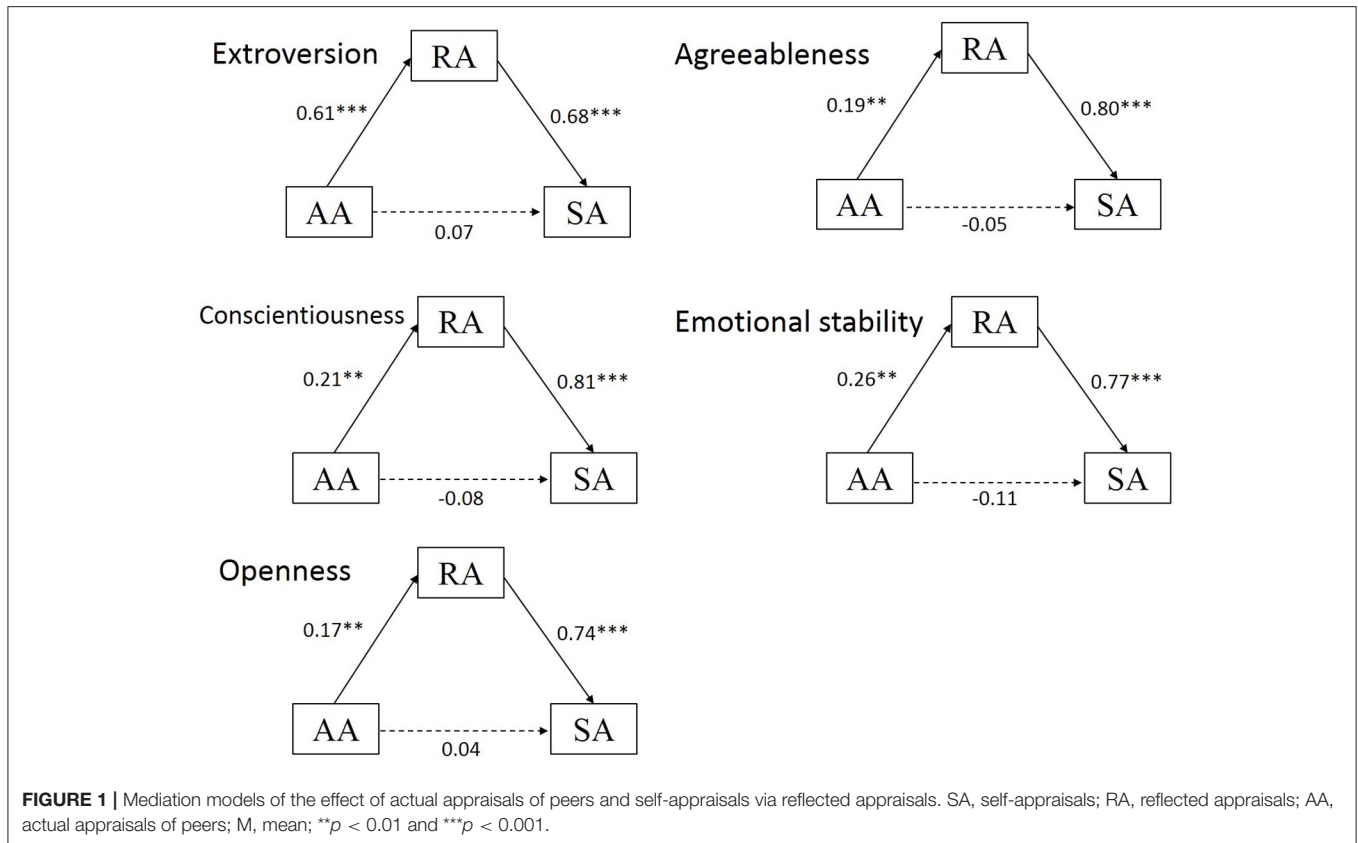 Extroversion
RA
0.61***
0.68***
AA
SA
0.07
Agreeableness
RA
0.19**
0.80***
AA
SA
-0.05
Conscientiousness
RA
0.21**
0.81***
AA
SA
-0.08
Emotional stability
RA
0.26**
0.77***
AA
SA
-0.11
Openness
RA
0.17**
0.74***
AA
SA
0.04
FIGURE 1 | Mediation models of the effect of actual appraisals of peers and self-appraisals via reflected appraisals. SA, self-appraisals; RA, reflected appraisals; AA,
actual appraisals of peers; M, mean; **p < 0.01 and ***p < 0.001.